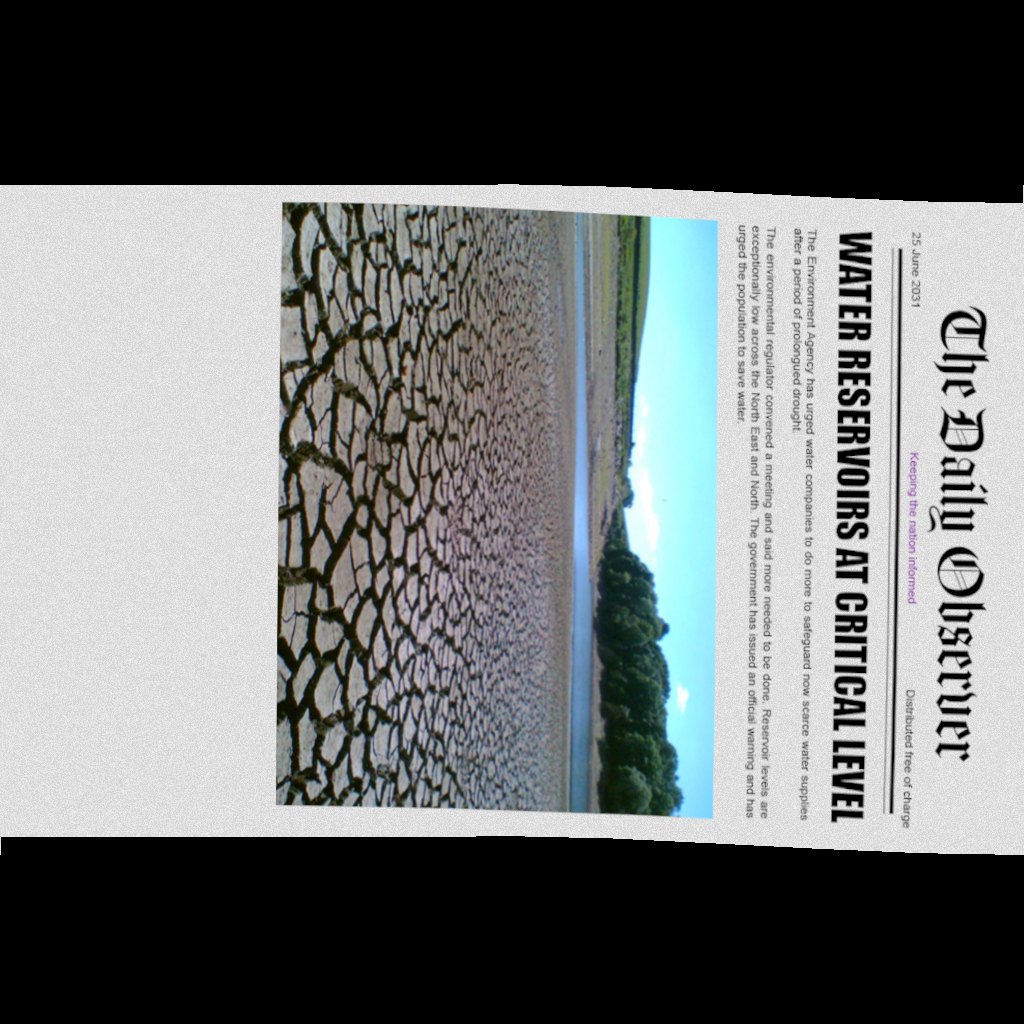 The Daily Observer
25 June 2031 Keeping the nation informed Distributed free of charge
WATER RESERVOIRS AT CRITICAL LEVEL
The Environment Agency has urged water companies to do more to safeguard now scarce water supplies
after a period of prolongued drought.
The environmental regulator convened a meeting and said more needed to be done. Reservoir levels are
exceptionally low across the North East and North. The government has issued an official warning and has
urged the population to save water.